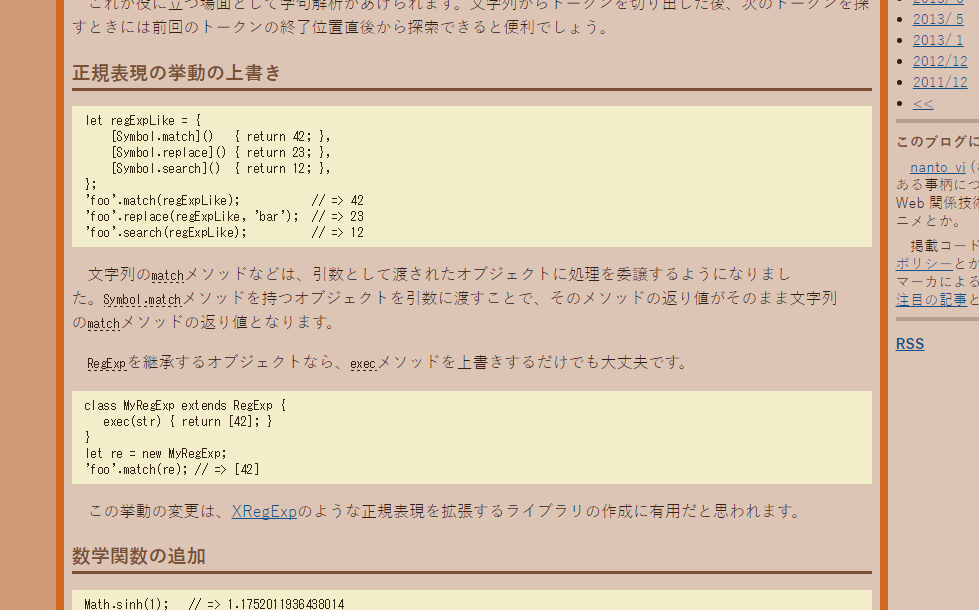 これが役に立つ場面として字句解析があげられます。文字列からトークンを切り出した後、次のトークンを探
すときには前回のトークンの終了位置直後から探索できると便利でしょう。
正規表現の挙動の上書き
let regExpLike = {
    [Symbol.match]()   { return 42; },
    [Symbol.replace]() { return 23; },
    [Symbol.search]()  { return 12; },
};
'foo'.match(regExpLike);           // => 42
'foo'.replace(regExpLike, 'bar');  // => 23
'foo'.search(regExpLike);          // => 12
文字列のmatchメソッドなどは、引数として渡されたオブジェクトに処理を委譲するようになりまし
た。Symbol.matchメソッドを持つオブジェクトを引数に渡すことで、そのメソッドの返り値がそのまま文字列
のmatchメソッドの返り値となります。
RegExpを継承するオブジェクトなら、execメソッドを上書きするだけでも大丈夫です。
class MyRegExp extends RegExp {
   exec(str) { return [42]; }
}
let re = new MyRegExp;
'foo'.match(re); // => [42]
この挙動の変更は、XRegExpのような正規表現を拡張するライブラリの作成に有用だと思われます。
数学関数の追加
Math.sinh(1);   // => 1.1752011936438014
2013/ 6
2013/ 5
2013/ 1
2012/12
2011/12
<<
このブログに
nanto_vi (
ある事柄につ
Web 関係技術
ニメとか。
掲載コード
ポリシーとか
マーカによる
注目の記事と
RSS